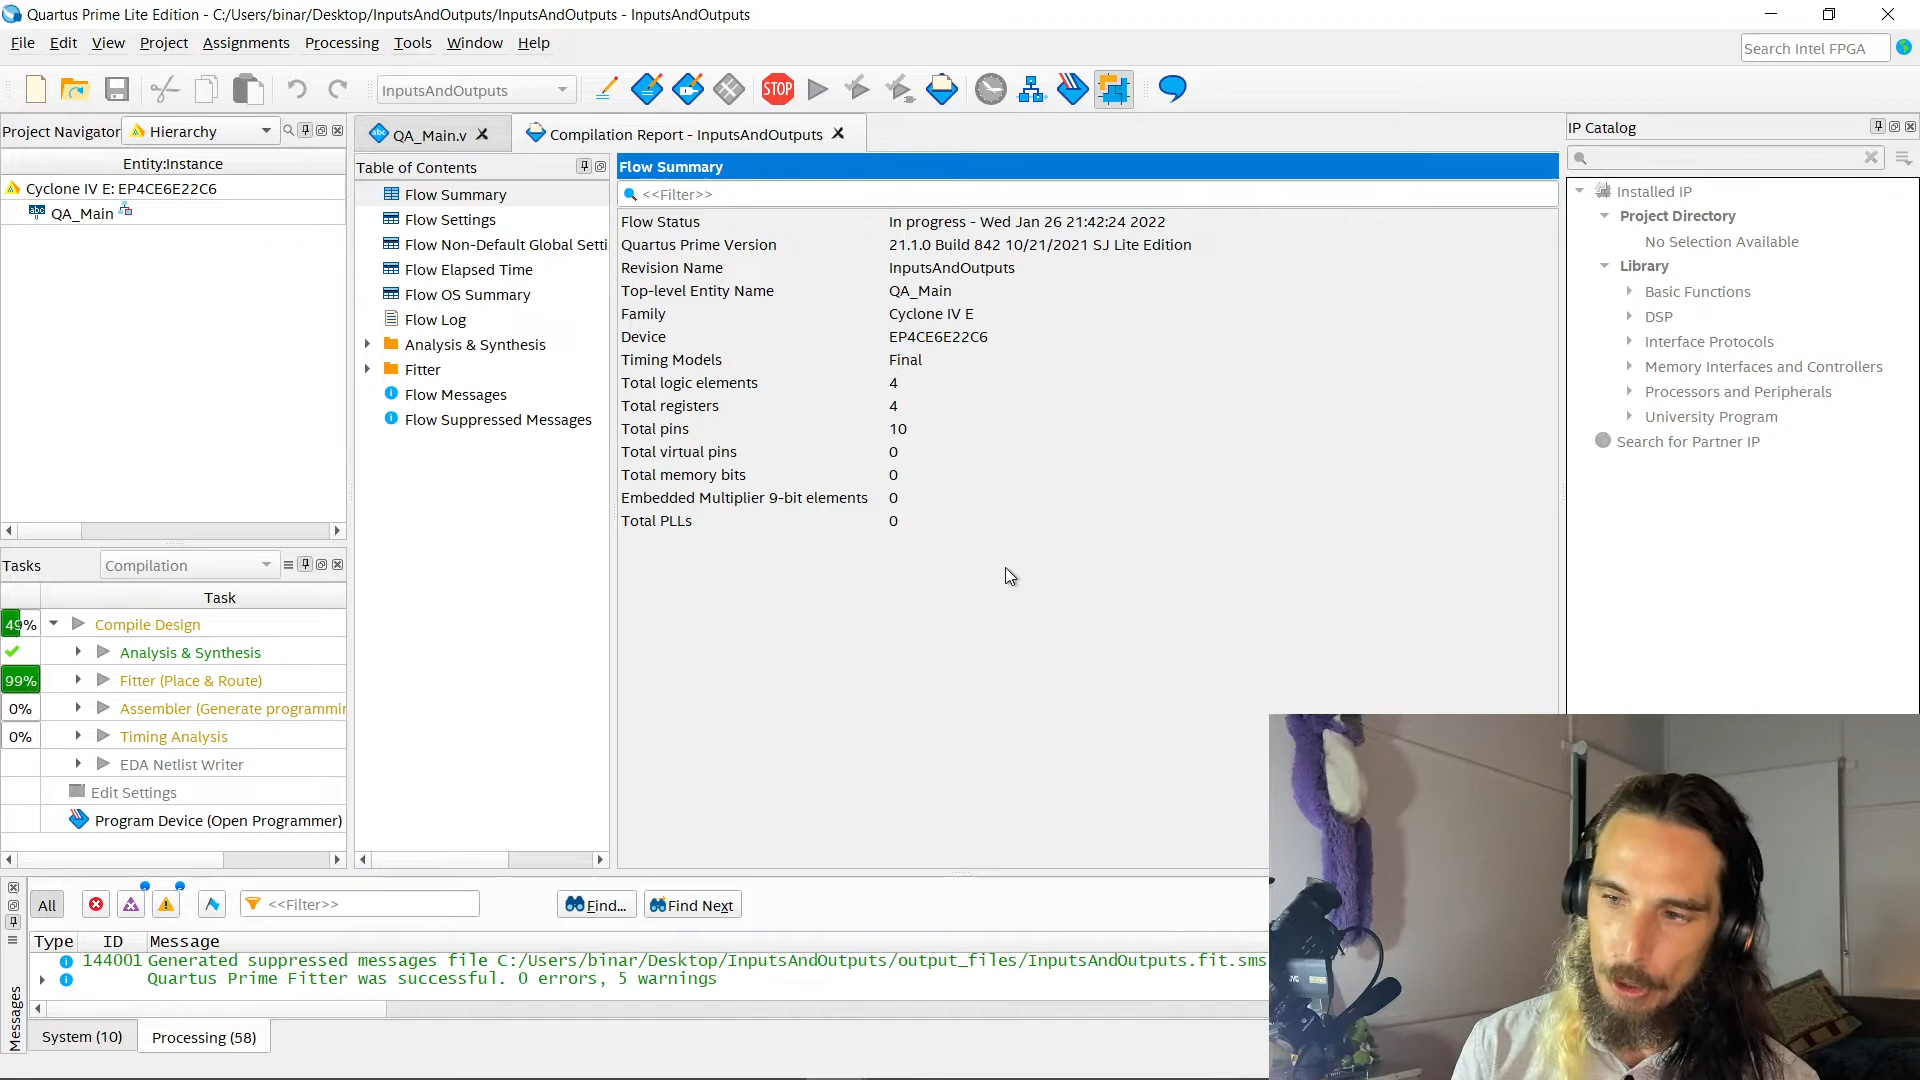 Quartus Prime Lite Edition - C:/Users/binar/Desktop/InputsAndOutputs/InputsAndOutputs - InputsAndOutputs
File Edit View Project Assignments Processing Tools Window Help
Search Intel FPGA
InputsAndOutputs
STOP
Project Navigator
Hierarchy
Entity:Instance
Cyclone IV E: EP4CE6E22C6
abc QA_Main
abc QA_Main.v
Compilation Report - InputsAndOutputs
Table of Contents
Flow Summary
Flow Settings
Flow Non-Default Global Setti
Flow Elapsed Time
Flow OS Summary
Flow Log
Analysis & Synthesis
Fitter
Flow Messages
Flow Suppressed Messages
Flow Summary
<<Filter>>
Flow Status In progress - Wed Jan 26 21:42:24 2022
Quartus Prime Version 21.1.0 Build 842 10/21/2021 SJ Lite Edition
Revision Name InputsAndOutputs
Top-level Entity Name QA_Main
Family Cyclone IV E
Device EP4CE6E22C6
Timing Models Final
Total logic elements 4
Total registers 4
Total pins 10
Total virtual pins 0
Total memory bits 0
Embedded Multiplier 9-bit elements 0
Total PLLs 0
IP Catalog
Installed IP
Project Directory
No Selection Available
Library
Basic Functions
DSP
Interface Protocols
Memory Interfaces and Controllers
Processors and Peripherals
University Program
Search for Partner IP
Tasks
Compilation
Task
49% Compile Design
Analysis & Synthesis
99% Fitter (Place & Route)
0% Assembler (Generate programmin
0% Timing Analysis
EDA Netlist Writer
Edit Settings
Program Device (Open Programmer)
All
<<Filter>>
Find...
Find Next
Type ID Message
144001 Generated suppressed messages file C:/Users/binar/Desktop/InputsAndOutputs/output_files/InputsAndOutputs.fit.sms
Quartus Prime Fitter was successful. 0 errors, 5 warnings
System (10)
Processing (58)
Messages
JVC